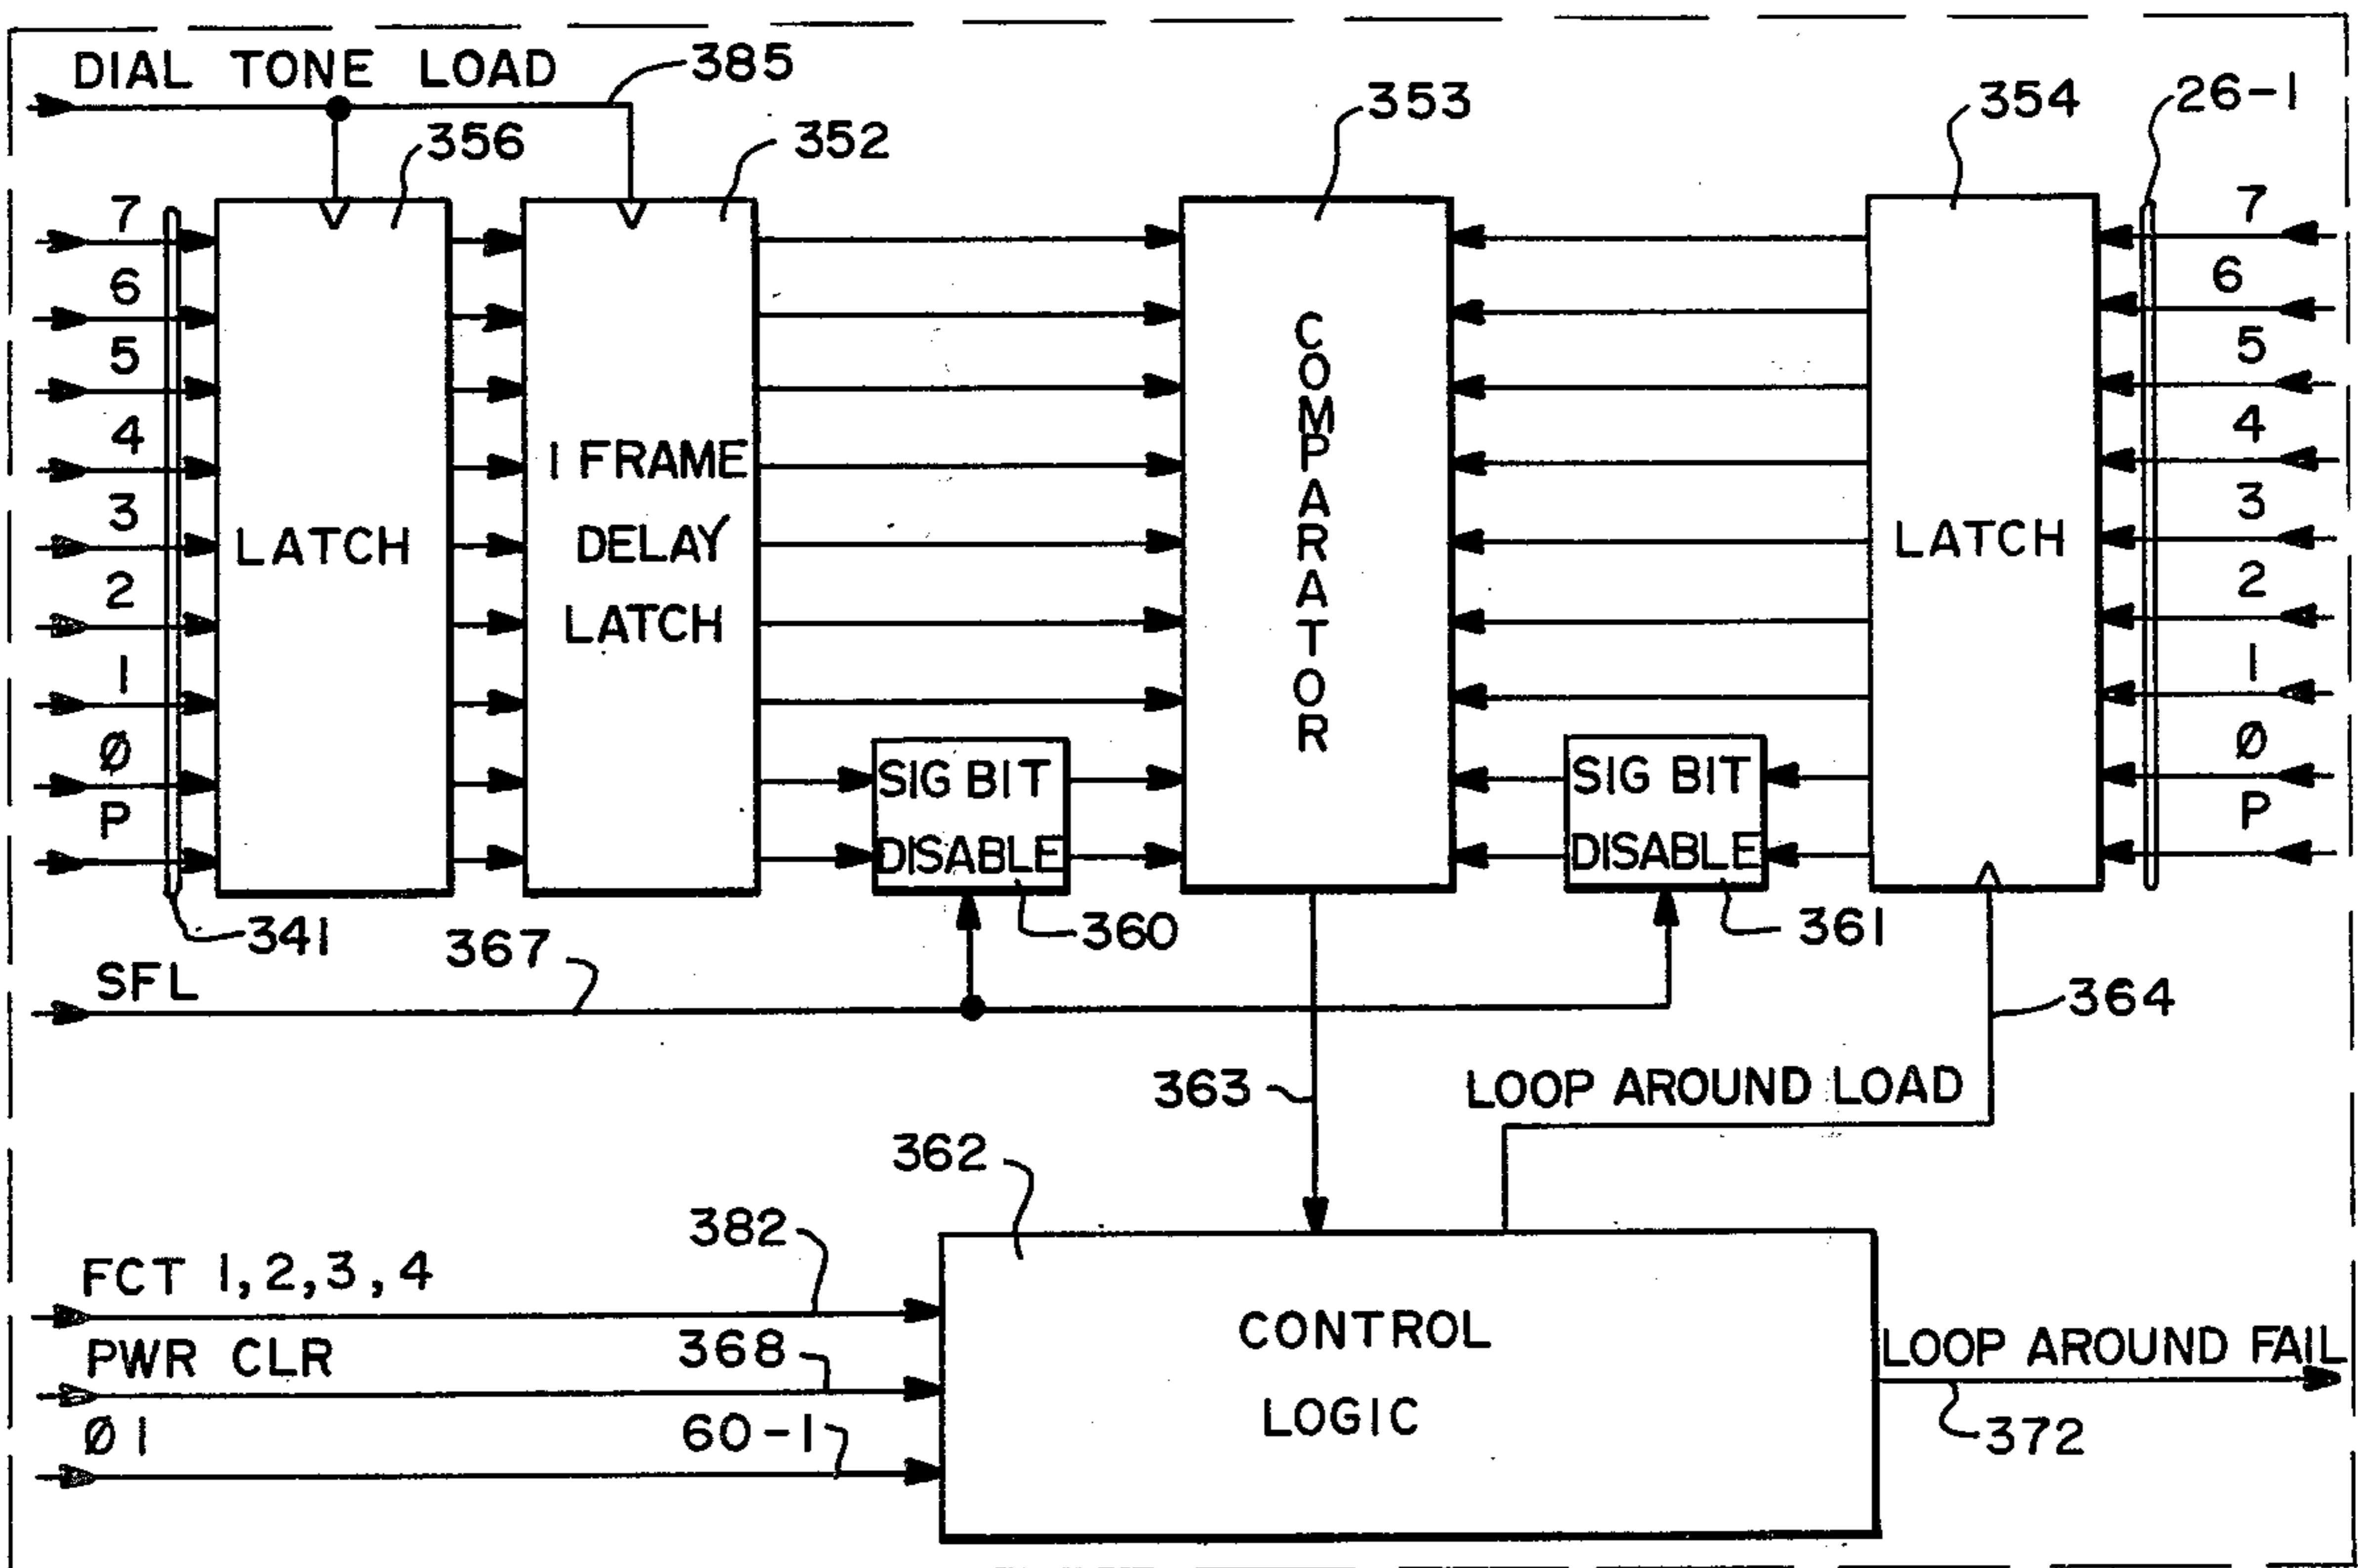 DIAL TONE LOAD
385
356
352
353
354
26-1
7
6
5
4
3
2
1
Ø
P
LATCH
1 FRAME
DELAY
LATCH
COMPARATOR
LATCH
7
6
5
4
3
2
1
Ø
P
SIG BIT
DISABLE
SIG BIT
DISABLE
341
367
360
361
SFL
364
363
LOOP AROUND LOAD
362
382
FCT 1,2,3,4
368
PWR CLR
60-1
Ø 1
CONTROL
LOGIC
LOOP AROUND FAIL
372